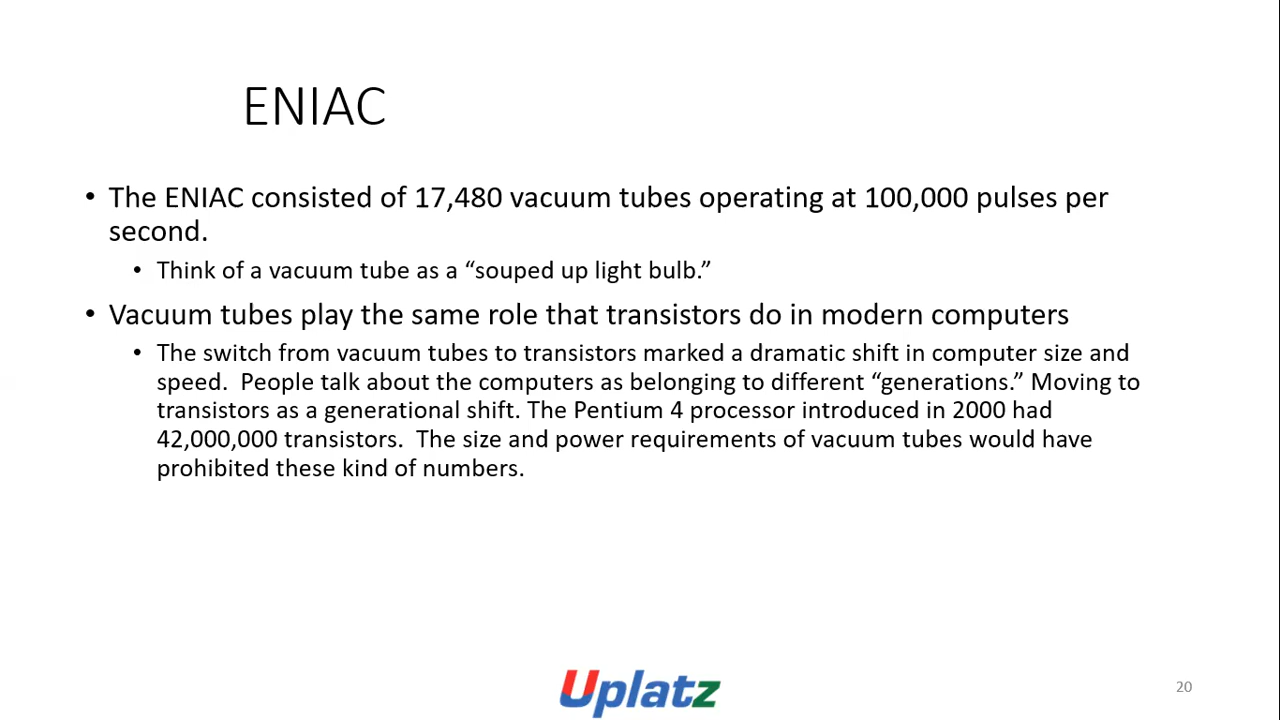 ENIAC
• The ENIAC consisted of 17,480 vacuum tubes operating at 100,000 pulses per
second.
• Think of a vacuum tube as a “souped up light bulb.”
• Vacuum tubes play the same role that transistors do in modern computers
• The switch from vacuum tubes to transistors marked a dramatic shift in computer size and
speed.  People talk about the computers as belonging to different “generations.” Moving to
transistors as a generational shift. The Pentium 4 processor introduced in 2000 had
42,000,000 transistors.  The size and power requirements of vacuum tubes would have
prohibited these kind of numbers.
Uplatz
20